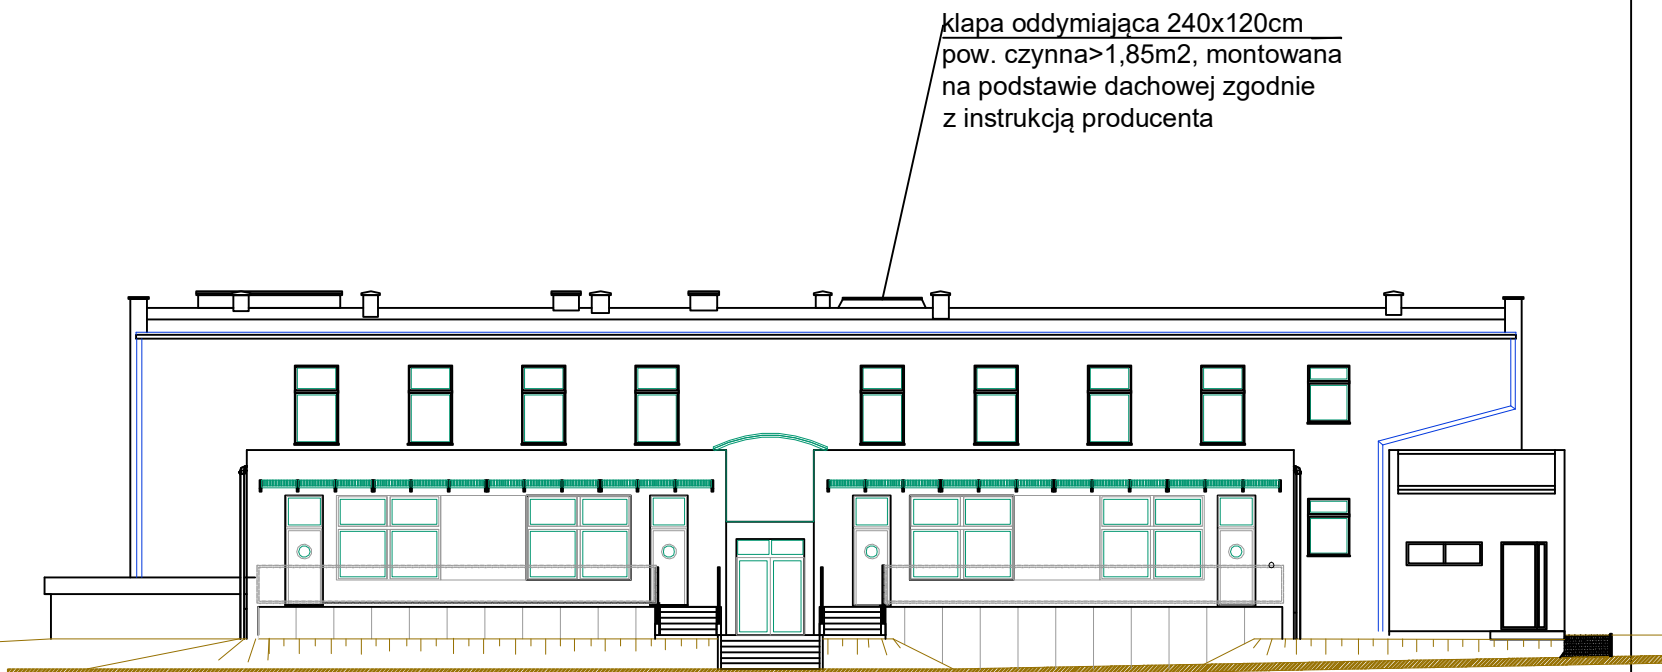 klapa oddymiająca 240x120cm
pow. czynna>1,85m2, montowana
na podstawie dachowej zgodnie
z instrukcją producenta